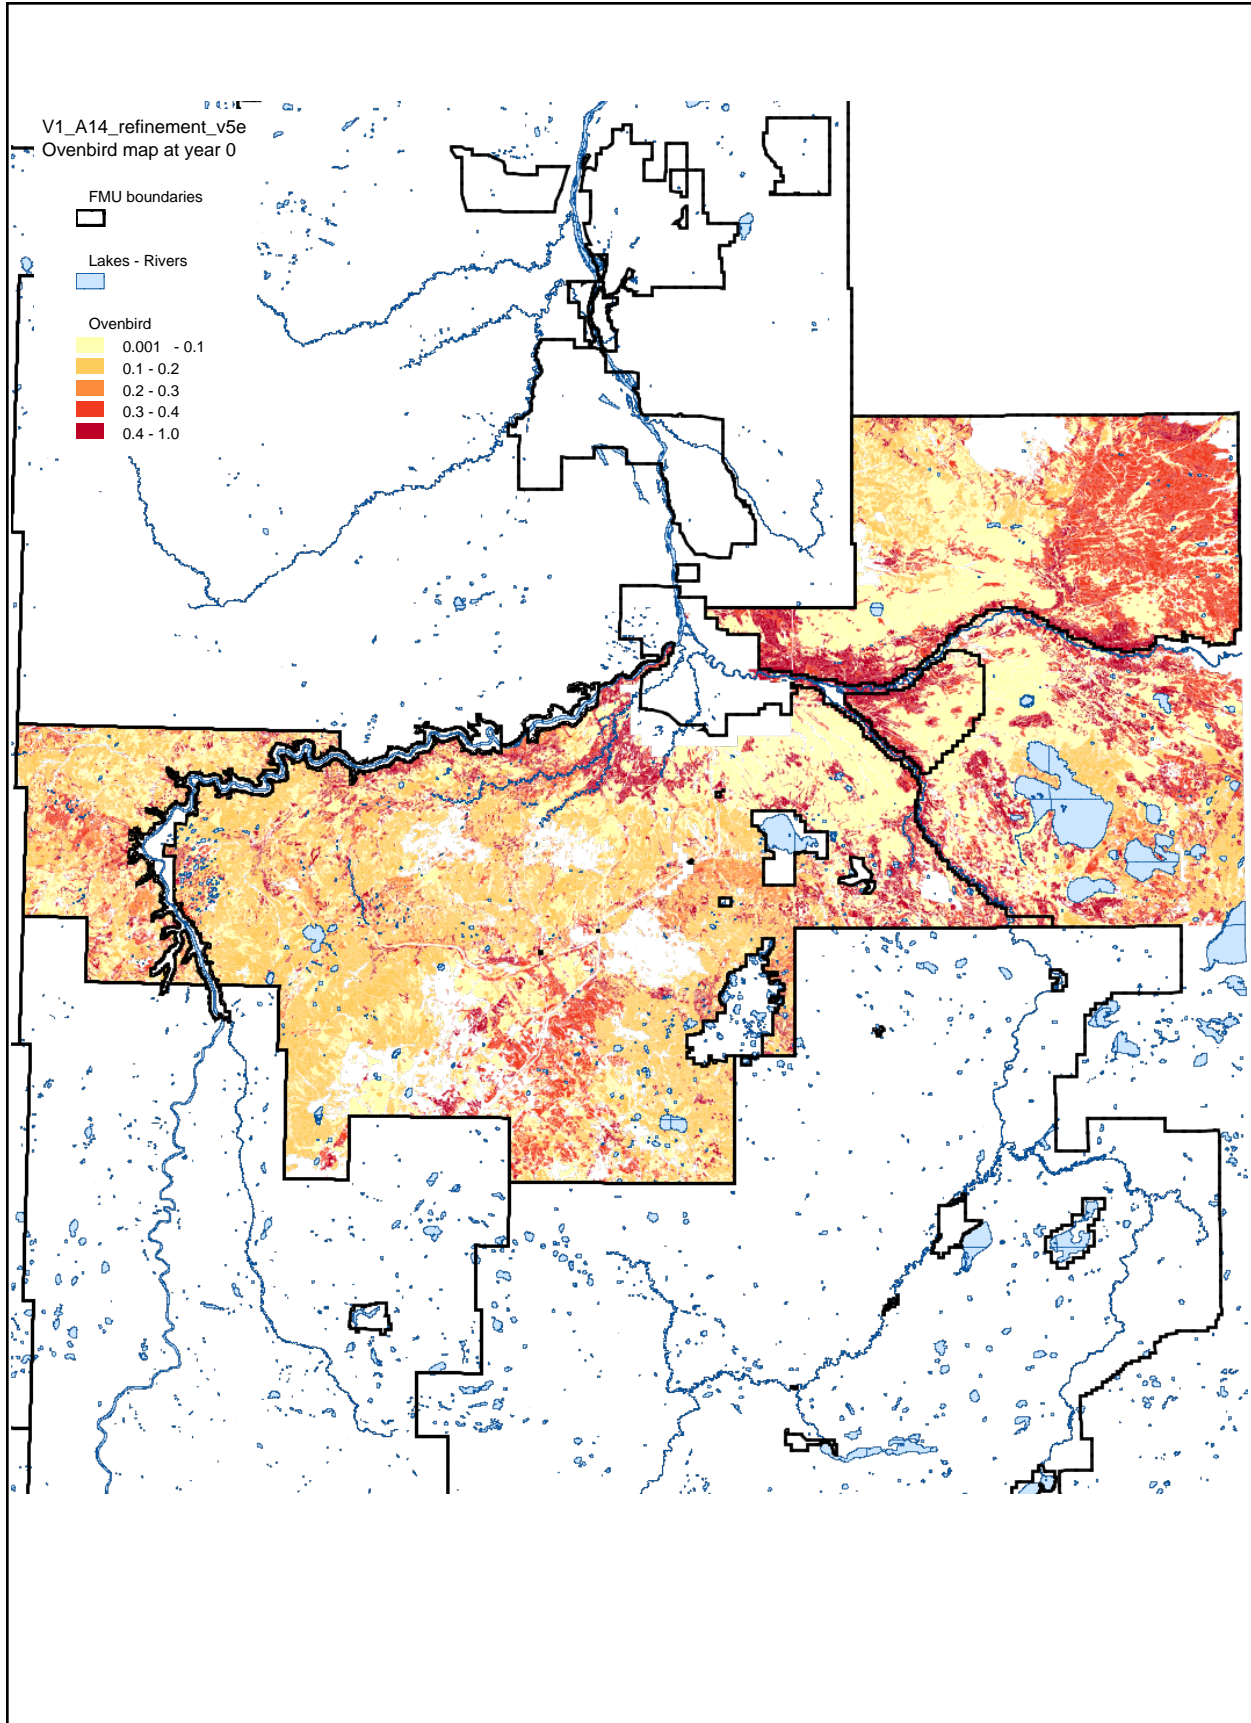 V1_A14_refinement_v5e
Ovenbird map at year 0
FMU boundaries
Lakes - Rivers
Ovenbird
0.001 - 0.1
0.1 - 0.2
0.2 - 0.3
0.3 - 0.4
0.4 - 1.0